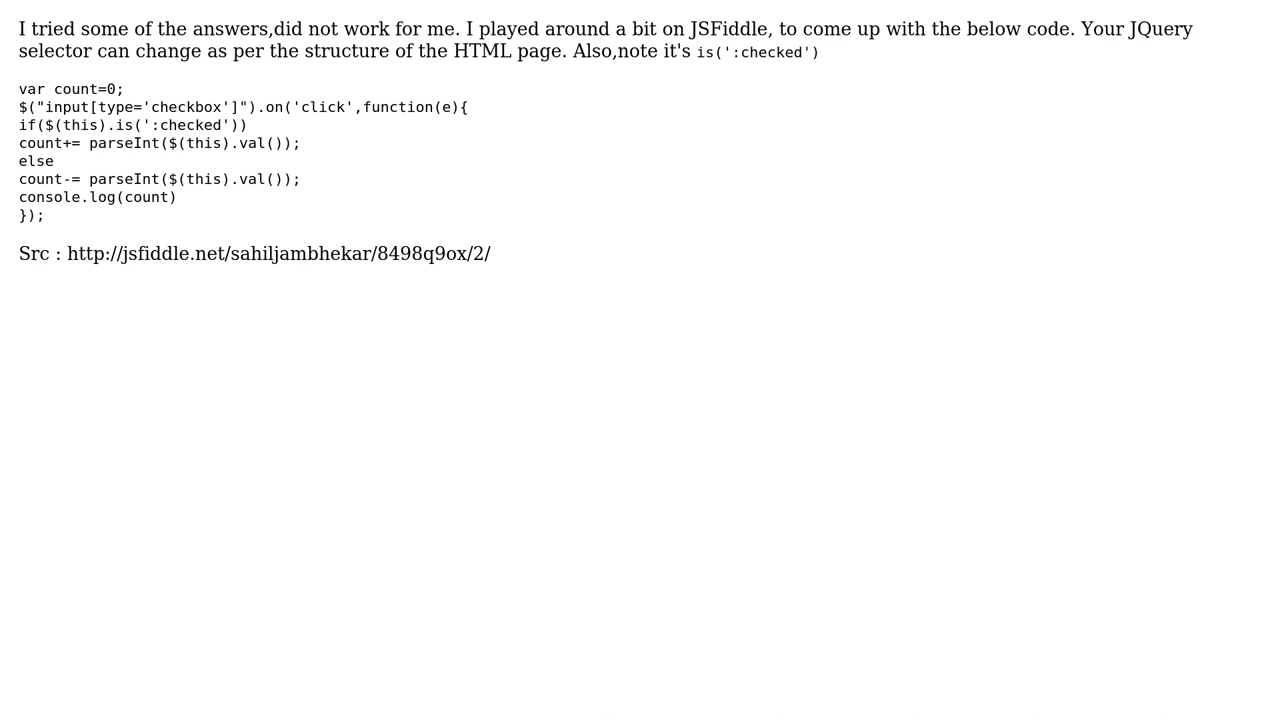 I tried some of the answers,did not work for me. I played around a bit on JSFiddle, to come up with the below code. Your JQuery
selector can change as per the structure of the HTML page. Also,note it's is(':checked')
var count=0;
$("input[type='checkbox']").on('click',function(e){
if($(this).is(':checked'))
count+= parseInt($(this).val());
else
count-= parseInt($(this).val());
console.log(count)
});
Src : http://jsfiddle.net/sahiljambhekar/8498q9ox/2/